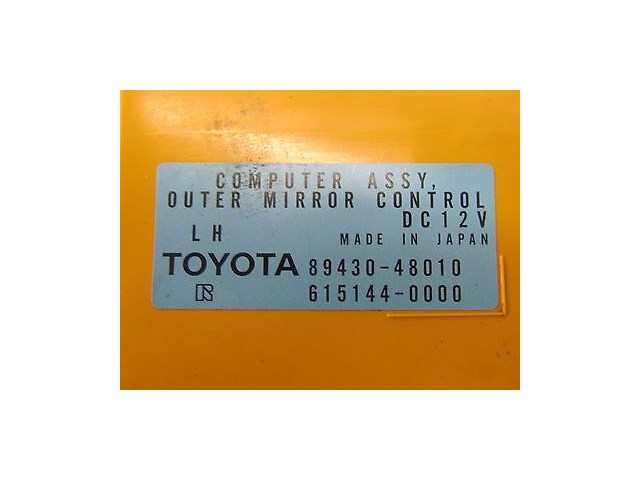 COMPUTER ASSY,
OUTER MIRROR CONTROL
DC12V
LH
MADE IN JAPAN
TOYOTA 89430-48010
615144-0000